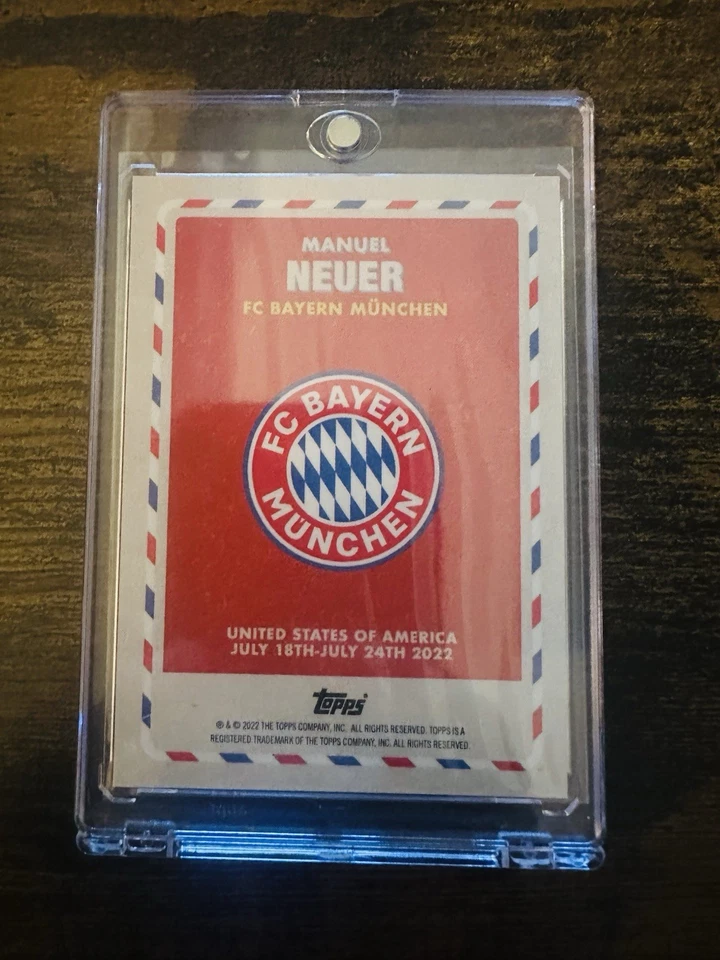 MANUEL
NEUER
FC BAYERN MÜNCHEN
FC BAYERN
MÜNCHEN
UNITED STATES OF AMERICA
JULY 18TH-JULY 24TH 2022
topps
® & © 2022 THE TOPPS COMPANY, INC. ALL RIGHTS RESERVED. TOPPS IS A
REGISTERED TRADEMARK OF THE TOPPS COMPANY, INC. ALL RIGHTS RESERVED.